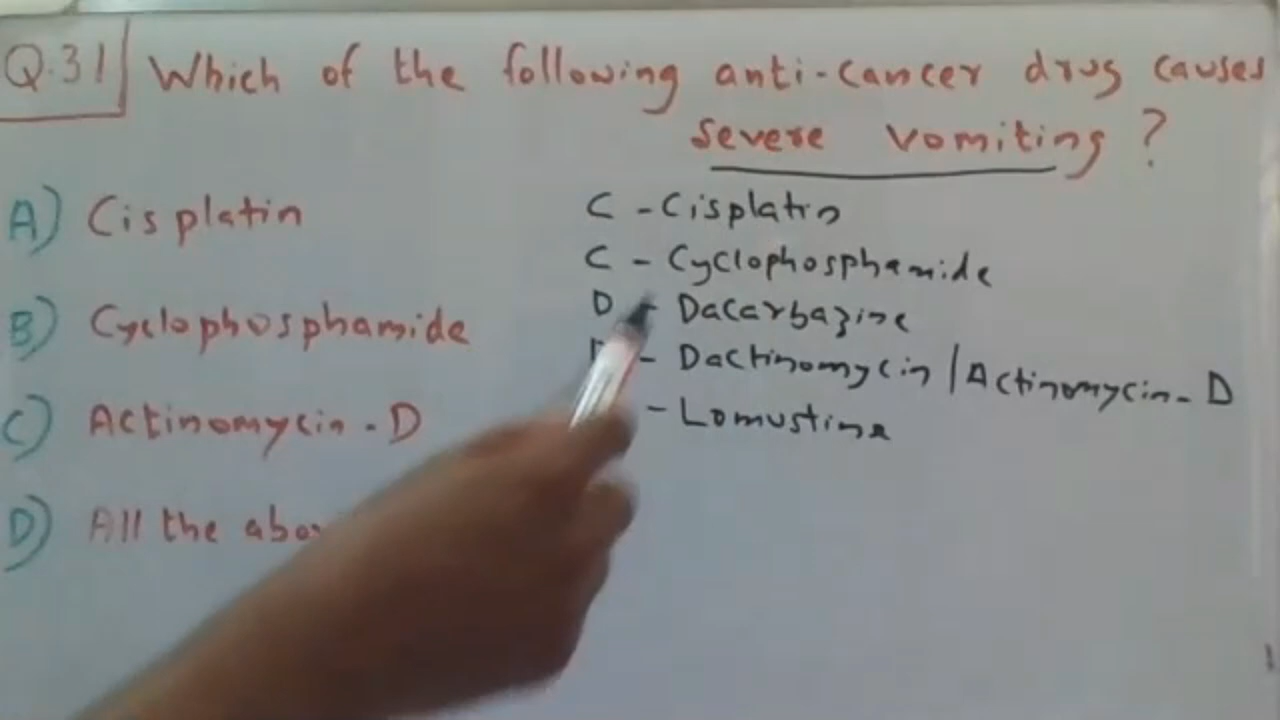 Q.31 Which of the following anti-cancer drug causes
severe vomiting ?
A) Cisplatin
B) Cyclophosphamide
C) Actinomycin-D
D) All the
C - Cisplatin
C - Cyclophosphamide
D - Dacarbazine
- Dactinomycin / Actinomycin-D
- Lomustine